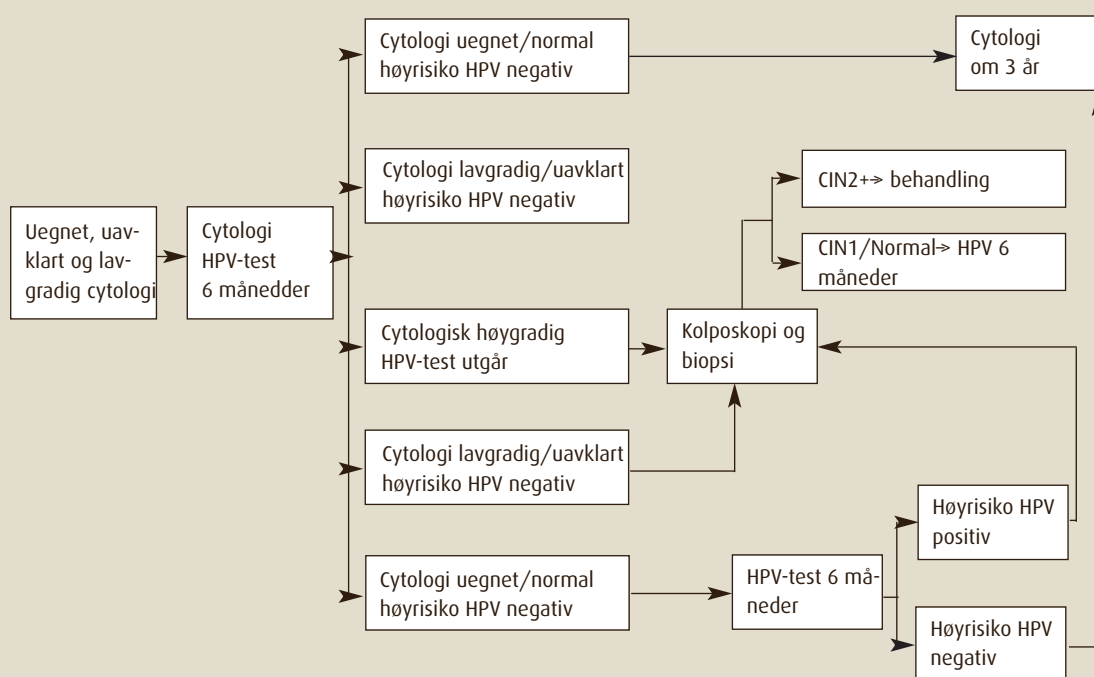 Uegnet, uav-
klart og lav-
gradig cytologi
Cytologi
HPV-test
6 månedder
Cytologi uegnet/normal
høyrisiko HPV negativ
Cytologi
om 3 år
Cytologi lavgradig/uavklart
høyrisiko HPV negativ
CIN2+→ behandling
CIN1/Normal→ HPV 6
måneder
Cytologisk høygradig
HPV-test utgår
Kolposkopi og
biopsi
Cytologi lavgradig/uavklart
høyrisiko HPV negativ
Cytologi uegnet/normal
høyrisiko HPV negativ
HPV-test 6 må-
neder
Høyrisiko HPV
positiv
Høyrisiko HPV
negativ